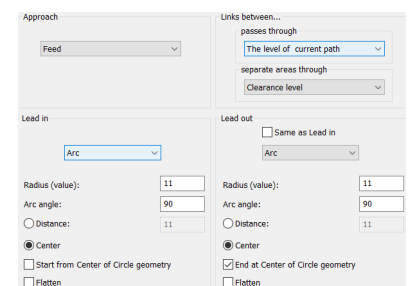 Approach
Feed
Links between...
passes through
The level of current path
separate areas through
Clearance level
Lead in
Arc
Radius (value): 11
Arc angle: 90
Distance: 11
Center
Start from Center of Circle geometry
Flatten
Lead out
Same as Lead in
Arc
Radius (value): 11
Arc angle: 90
Distance: 11
Center
End at Center of Circle geometry
Flatten